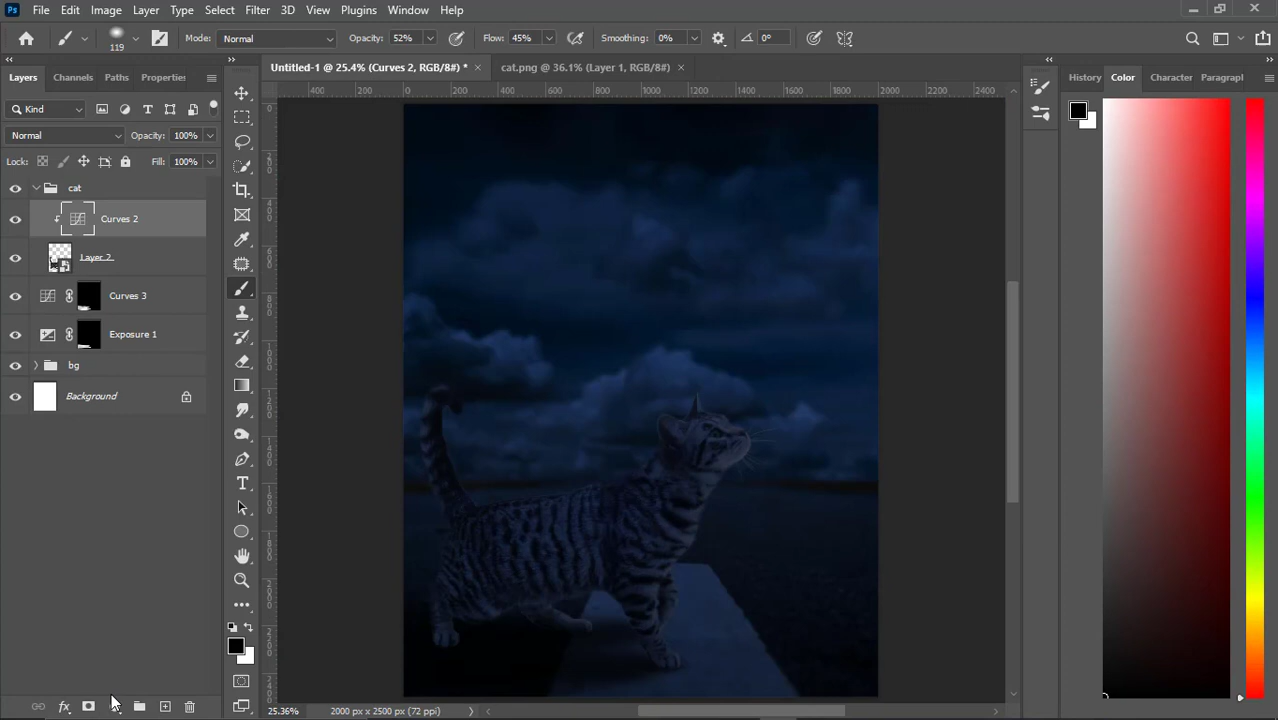 Ps File Edit Image Layer Type Select Filter 3D View Plugins Window Help
119 Mode: Normal Opacity: 52% Flow: 45% Smoothing: 0% 0°
Layers Channels Paths Properties
Untitled-1 @ 25.4% (Curves 2, RGB/8#) * × cat.png @ 36.1% (Layer 1, RGB/8#) ×
History Color Character Paragraph
400 200 0 200 400 600 800 1000 1200 1400 1600 1800 2000 2200 2400
Kind
Normal Opacity: 100%
Lock: Fill: 100%
cat
Curves 2
Layer 2
Curves 3
Exposure 1
bg
Background
25.36% 2000 px x 2500 px (72 ppi)